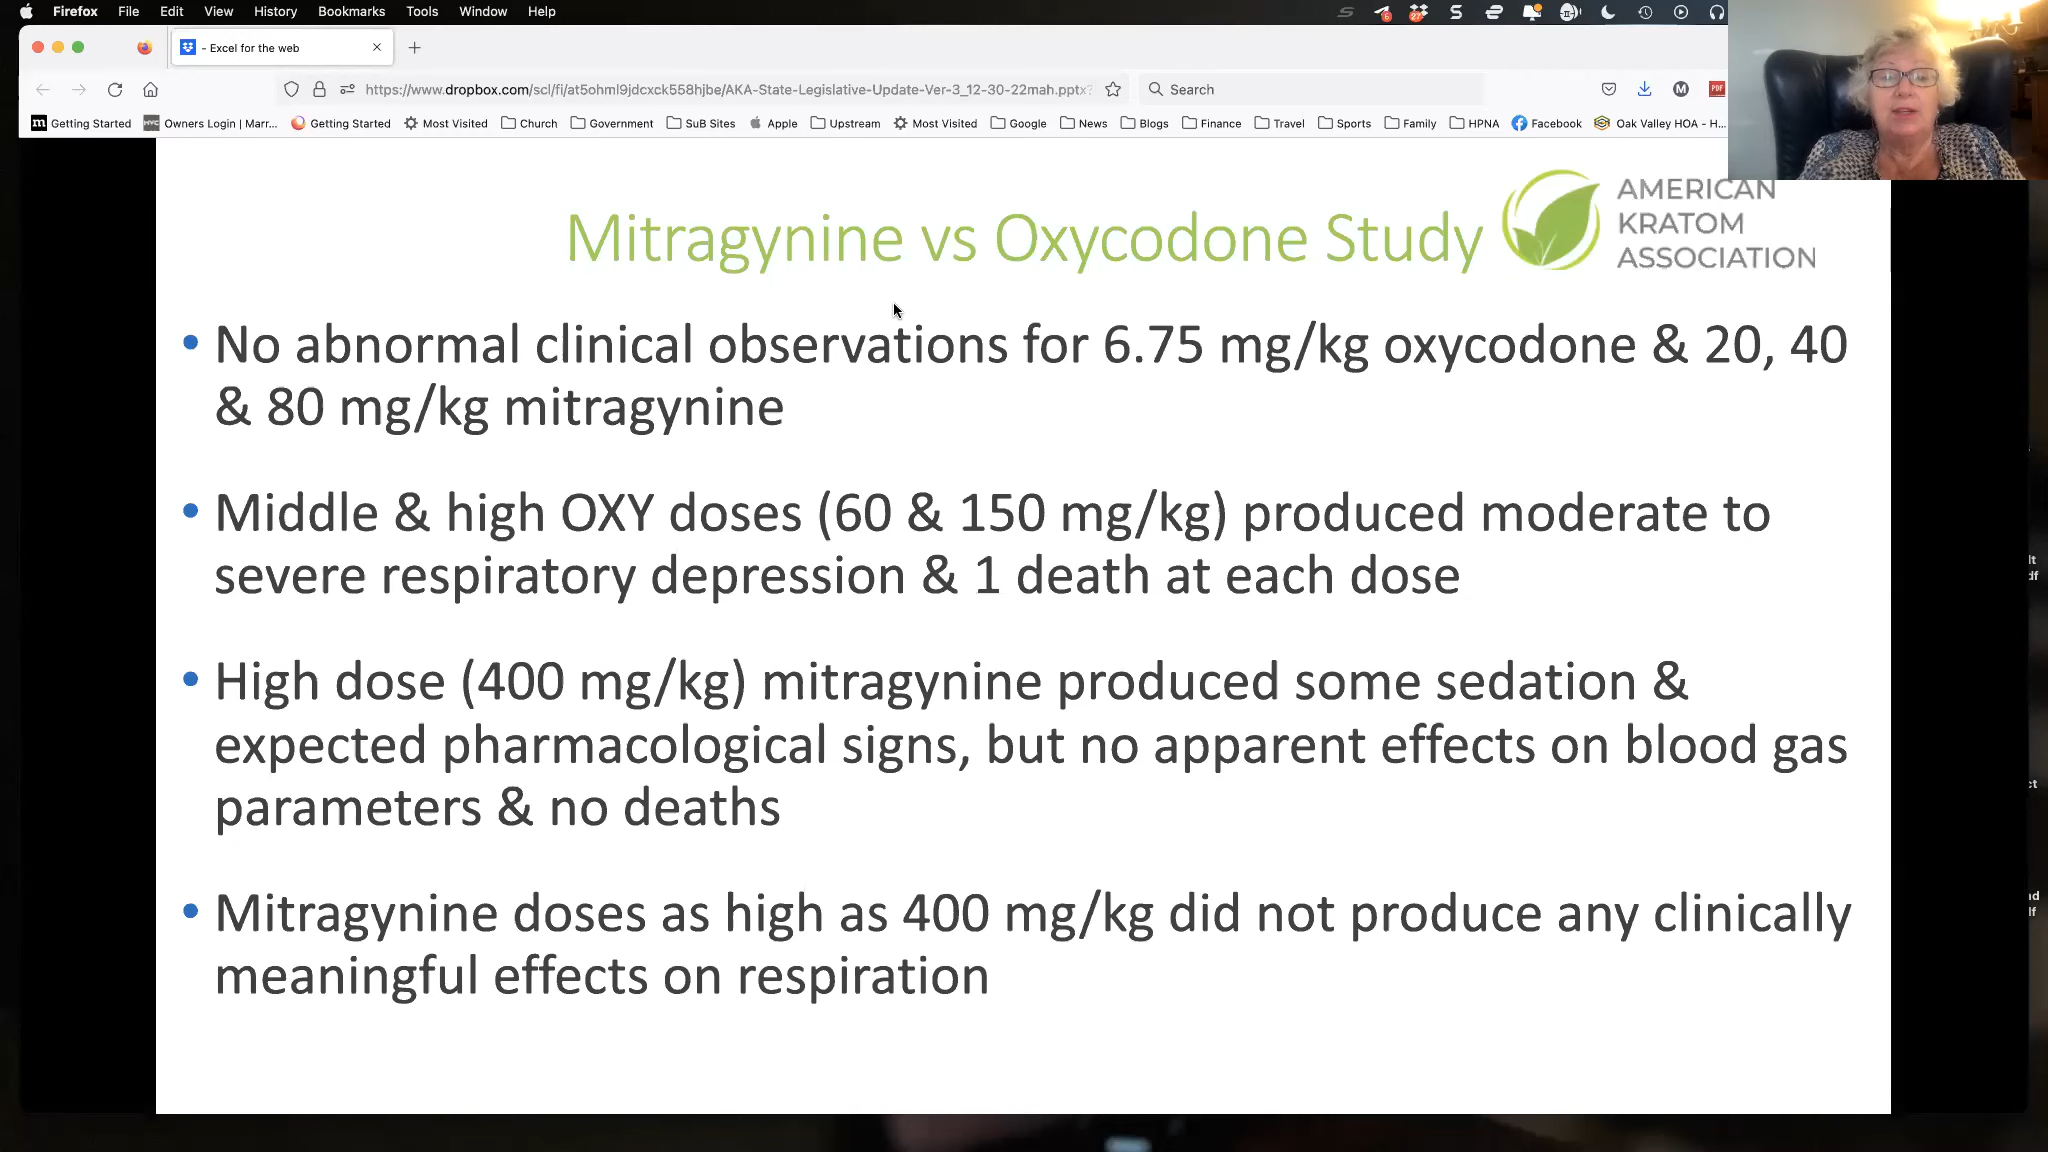 Firefox File Edit View History Bookmarks Tools Window Help
- Excel for the web
https://www.dropbox.com/scl/fi/at5ohml9jdcxck558hjbe/AKA-State-Legislative-Update-Ver-3_12-30-22mah.pptx?
Search
M
PDF
Getting Started Owners Login | Marr... Getting Started Most Visited Church Government SuB Sites Apple Upstream Most Visited Google News Blogs Finance Travel Sports Family HPNA Facebook Oak Valley HOA - H...
Mitragynine vs Oxycodone Study
AMERICAN
KRATOM
ASSOCIATION
• No abnormal clinical observations for 6.75 mg/kg oxycodone & 20, 40
& 80 mg/kg mitragynine
• Middle & high OXY doses (60 & 150 mg/kg) produced moderate to
severe respiratory depression & 1 death at each dose
• High dose (400 mg/kg) mitragynine produced some sedation &
expected pharmacological signs, but no apparent effects on blood gas
parameters & no deaths
• Mitragynine doses as high as 400 mg/kg did not produce any clinically
meaningful effects on respiration